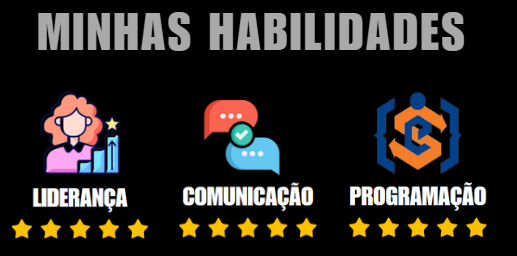 MINHAS HABILIDADES
LIDERANÇA
COMUNICAÇÃO
PROGRAMAÇÃO